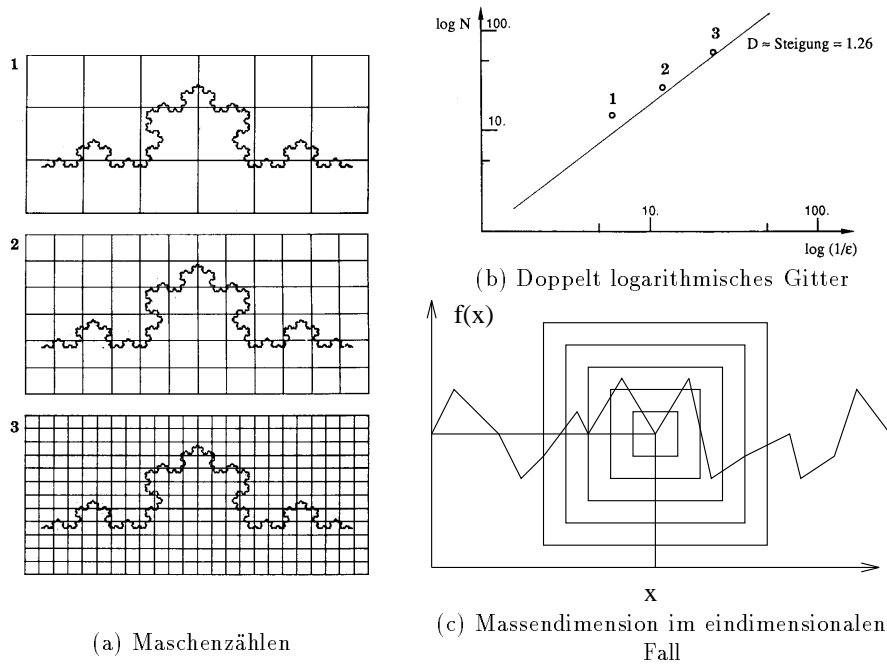 1
2
3
(a) Maschenzählen
log N
100.
10.
1
2
3
D ≈ Steigung = 1.26
10.
100.
log (1/ε)
(b) Doppelt logarithmisches Gitter
f(x)
x
(c) Massendimension im eindimensionalen
Fall